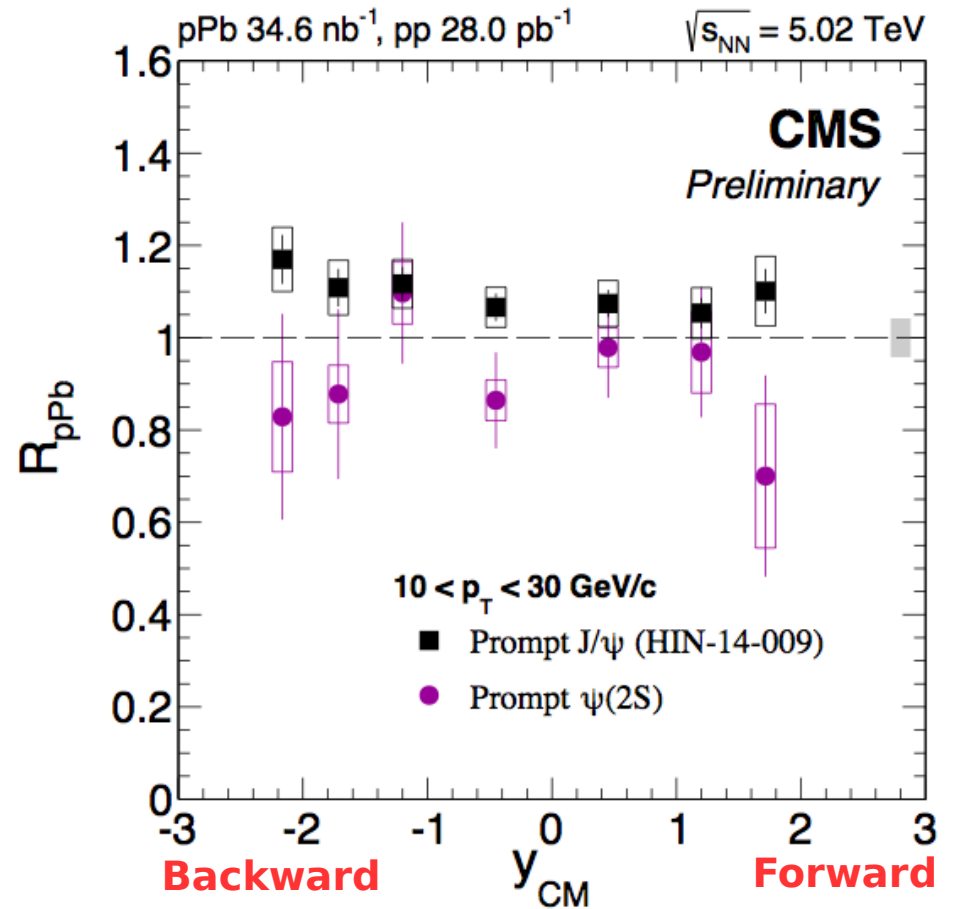 pPb 34.6 nb⁻¹, pp 28.0 pb⁻¹ √s_NN = 5.02 TeV
CMS
Preliminary
1.6
1.4
1.2
1
0.8
0.6
0.4
0.2
0
R_pPb
10 < p_T < 30 GeV/c
Prompt J/ψ (HIN-14-009)
Prompt ψ(2S)
-3 -2 -1 0 1 2 3
Backward y_CM Forward